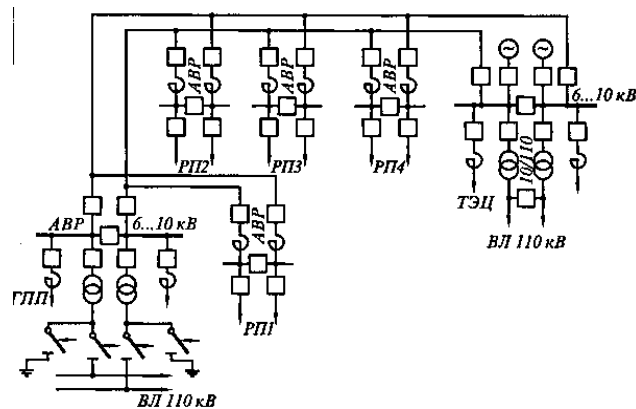 АВР
АВР
АВР
6...10 кВ
РП2
РП3
РП4
10/110
ТЭЦ
ВЛ 110 кВ
АВР
6...10 кВ
АВР
ГПП
РП1
ВЛ 110 кВ